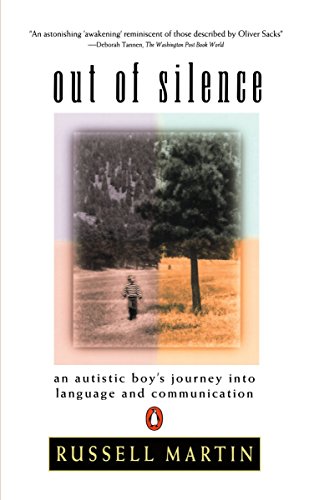 "An astonishing 'awakening' reminiscent of those described by Oliver Sacks"
—Deborah Tannen, The Washington Post Book World
out of silence
an autistic boy's journey into
language and communication
RUSSELL MARTIN